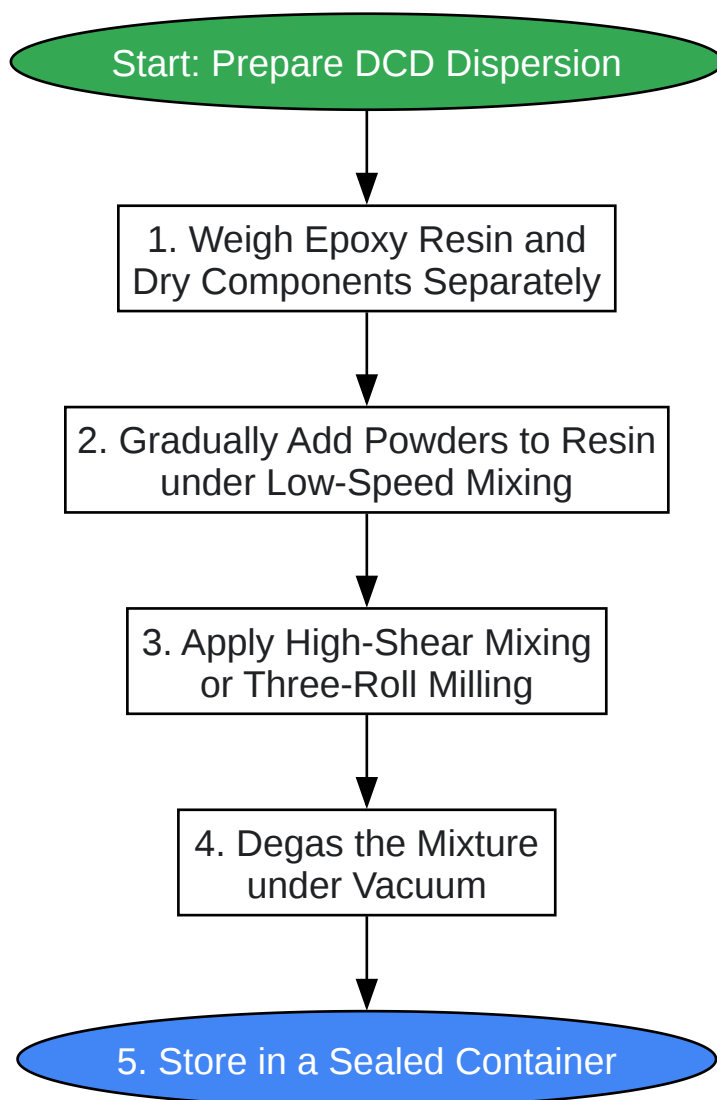 Start: Prepare DCD Dispersion
1. Weigh Epoxy Resin and
Dry Components Separately
2. Gradually Add Powders to Resin
under Low-Speed Mixing
3. Apply High-Shear Mixing
or Three-Roll Milling
4. Degas the Mixture
under Vacuum
5. Store in a Sealed Container